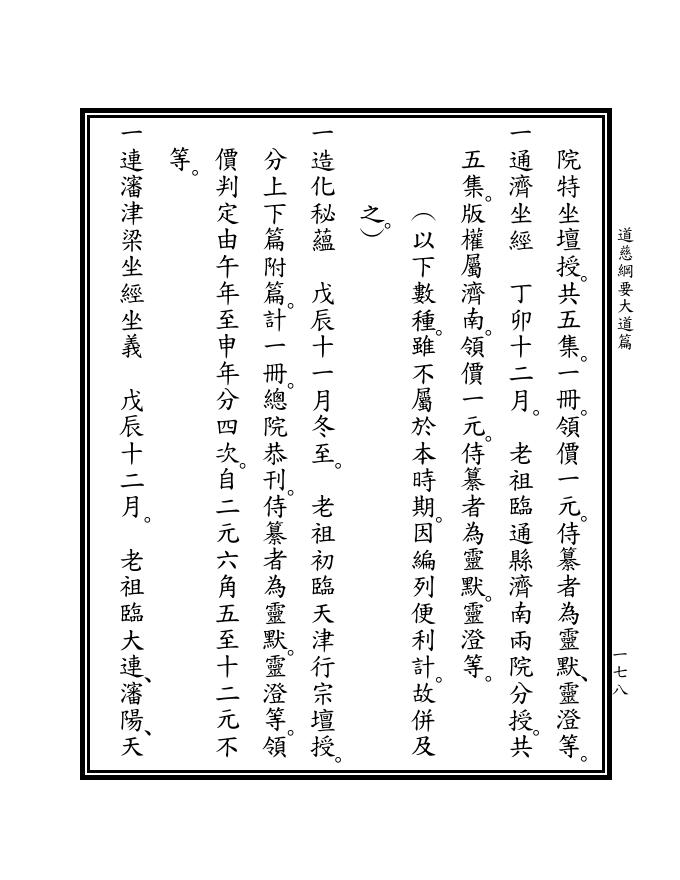 道慈綱要大道篇
一七八
院特坐壇授。共五集。一冊。領價一元。侍纂者為靈默、靈澄等。
一通濟坐經　丁卯十二月。　老祖臨通縣濟南兩院分授。共
五集。版權屬濟南。領價一元。侍纂者為靈默。靈澄等。
（以下數種。雖不屬於本時期。因編列便利計。故併及
之。）
一造化秘蘊　戊辰十一月冬至。　老祖初臨天津行宗壇授。
分上下篇附篇。計一冊。總院恭刊。侍纂者為靈默。靈澄等。領
價判定由午年至申年分四次。自二元六角五至十二元不
等。
一連瀋津梁坐經坐義　戊辰十二月。　老祖臨大連、瀋陽、天